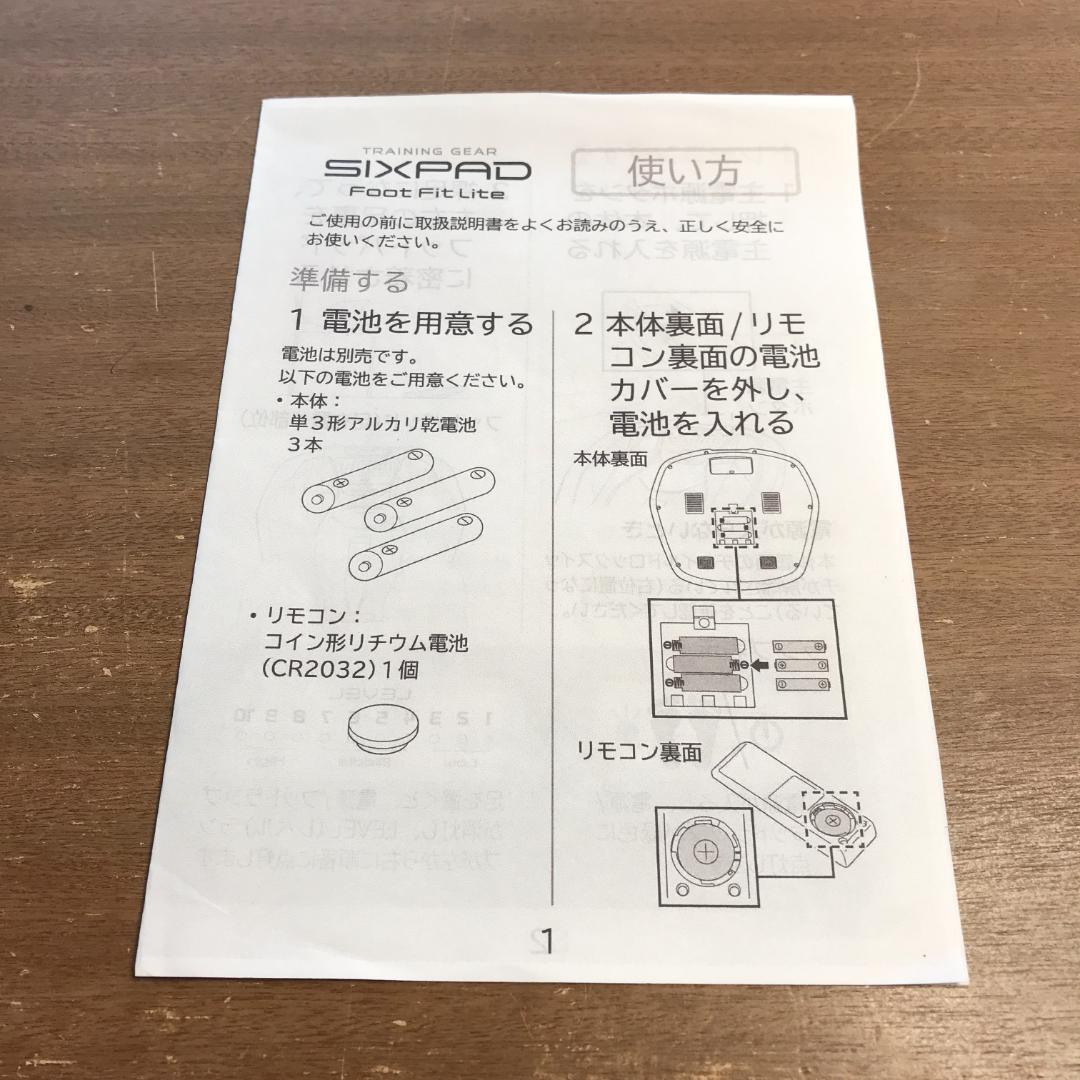 TRAINING GEAR
SIXPAD
Foot Fit Lite
使い方
ご使用の前に取扱説明書をよくお読みのうえ、正しく安全に
お使いください。
準備する
1 電池を用意する
電池は別売です。
以下の電池をご用意ください。
・本体：
単3形アルカリ乾電池
3本
・リモコン：
コイン形リチウム電池
(CR2032)1個
2 本体裏面/リモ
コン裏面の電池
カバーを外し、
電池を入れる
本体裏面
リモコン裏面
1